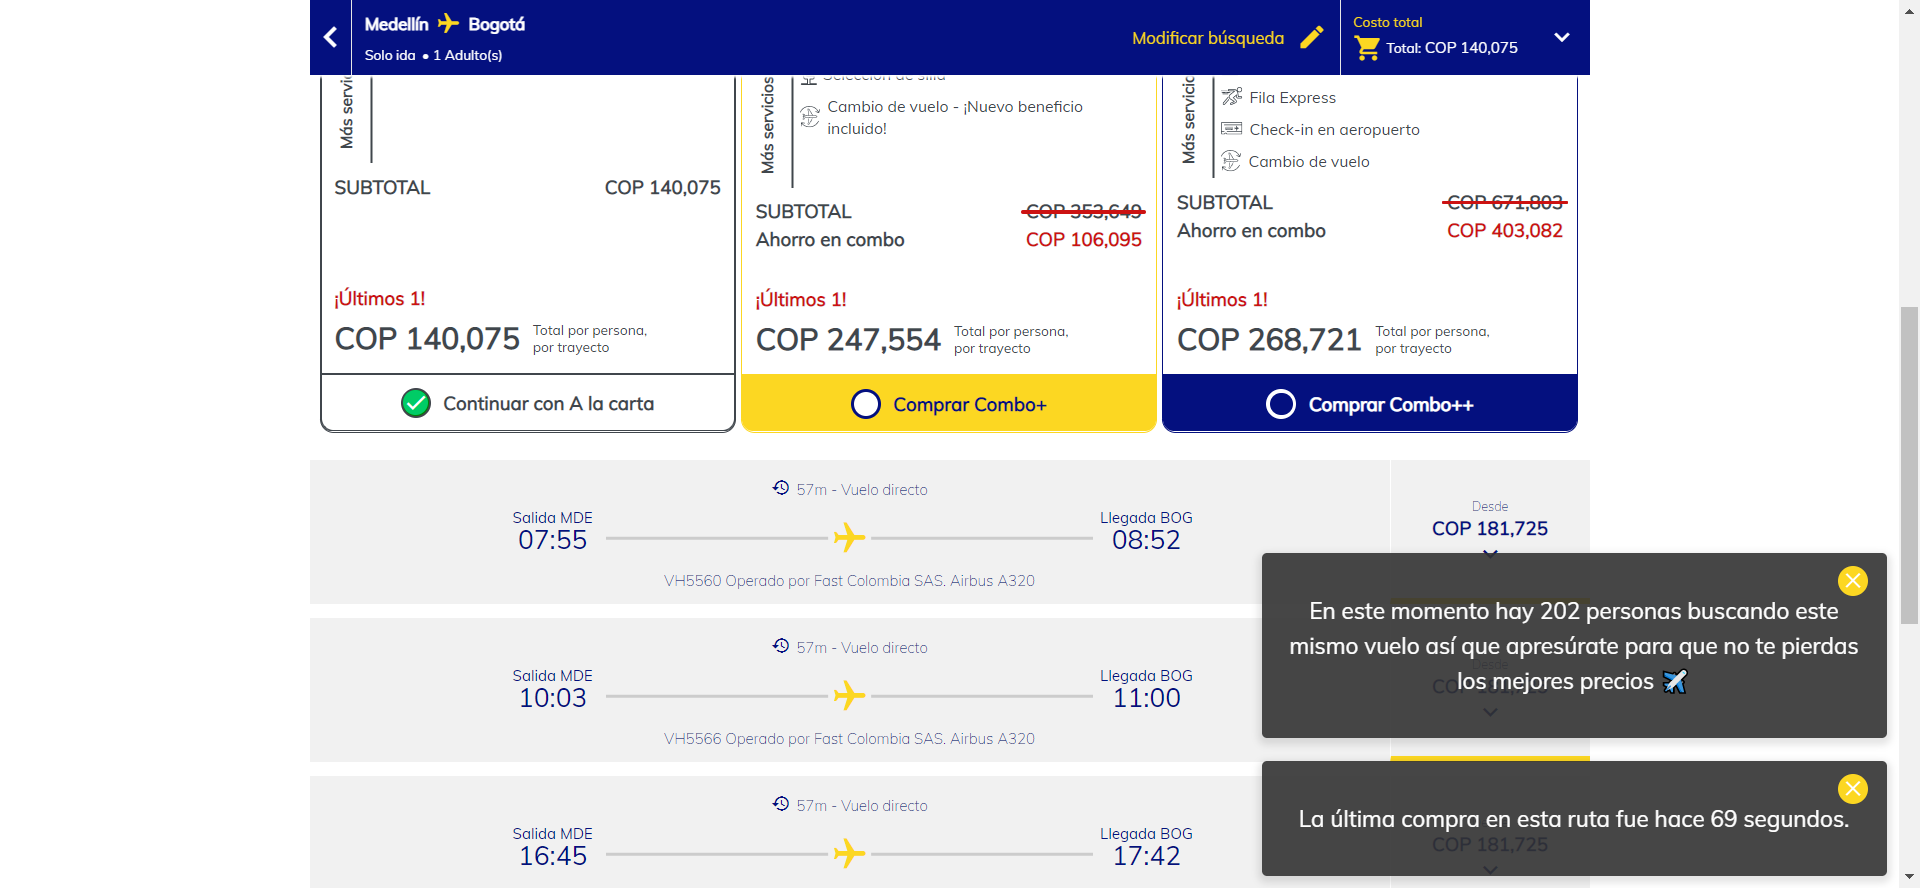 Medellín Bogotá
Solo ida • 1 Adulto(s)
Modificar búsqueda
Costo total
Total: COP 140,075
Más servic
SUBTOTAL COP 140,075
¡Últimos 1!
COP 140,075 Total por persona,
por trayecto
Continuar con A la carta
Más servicios
Selección de silla
Cambio de vuelo - ¡Nuevo beneficio
incluido!
SUBTOTAL COP 353,649
Ahorro en combo COP 106,095
¡Últimos 1!
COP 247,554 Total por persona,
por trayecto
Comprar Combo+
Más servicio
Fila Express
Check-in en aeropuerto
Cambio de vuelo
SUBTOTAL COP 671,803
Ahorro en combo COP 403,082
¡Últimos 1!
COP 268,721 Total por persona,
por trayecto
Comprar Combo++
57m - Vuelo directo
Salida MDE
07:55
Llegada BOG
08:52
VH5560 Operado por Fast Colombia SAS. Airbus A320
Desde
COP 181,725
57m - Vuelo directo
Salida MDE
10:03
Llegada BOG
11:00
VH5566 Operado por Fast Colombia SAS. Airbus A320
Desde
57m - Vuelo directo
Salida MDE
16:45
Llegada BOG
17:42
COP 181,725
En este momento hay 202 personas buscando este
mismo vuelo así que apresúrate para que no te pierdas
los mejores precios
La última compra en esta ruta fue hace 69 segundos.